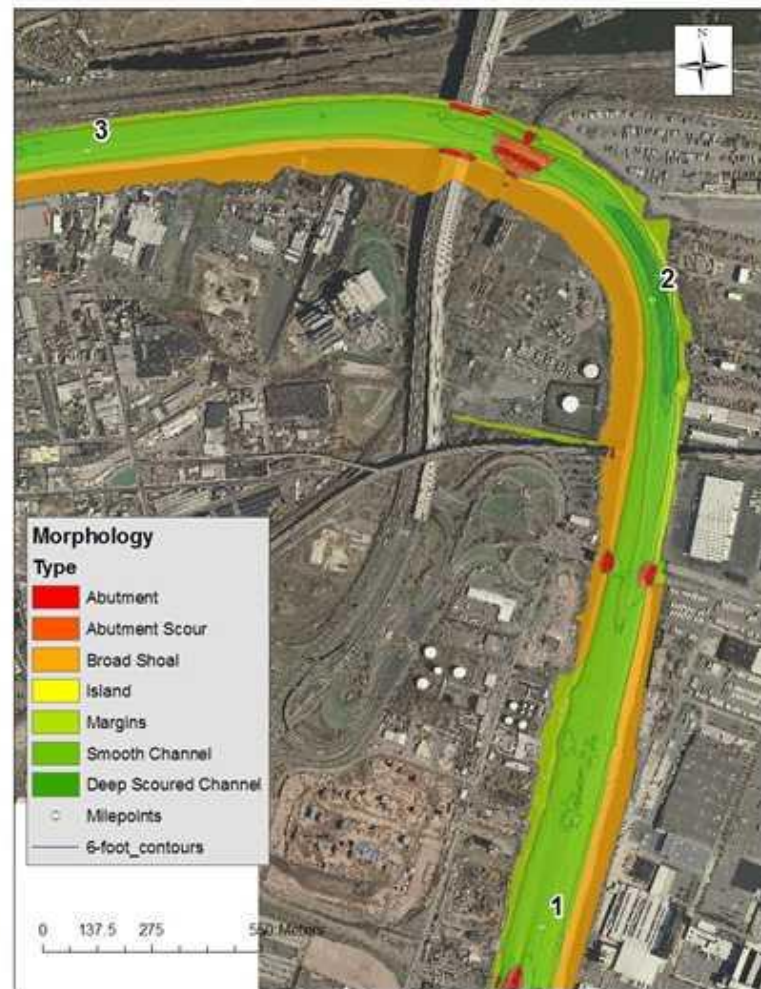 N
3
2
Morphology
Type
Abutment
Abutment Scour
Broad Shoal
Island
Margins
Smooth Channel
Deep Scoured Channel
Milepoints
6-foot_contours
0 137.5 275 550 Meters
1